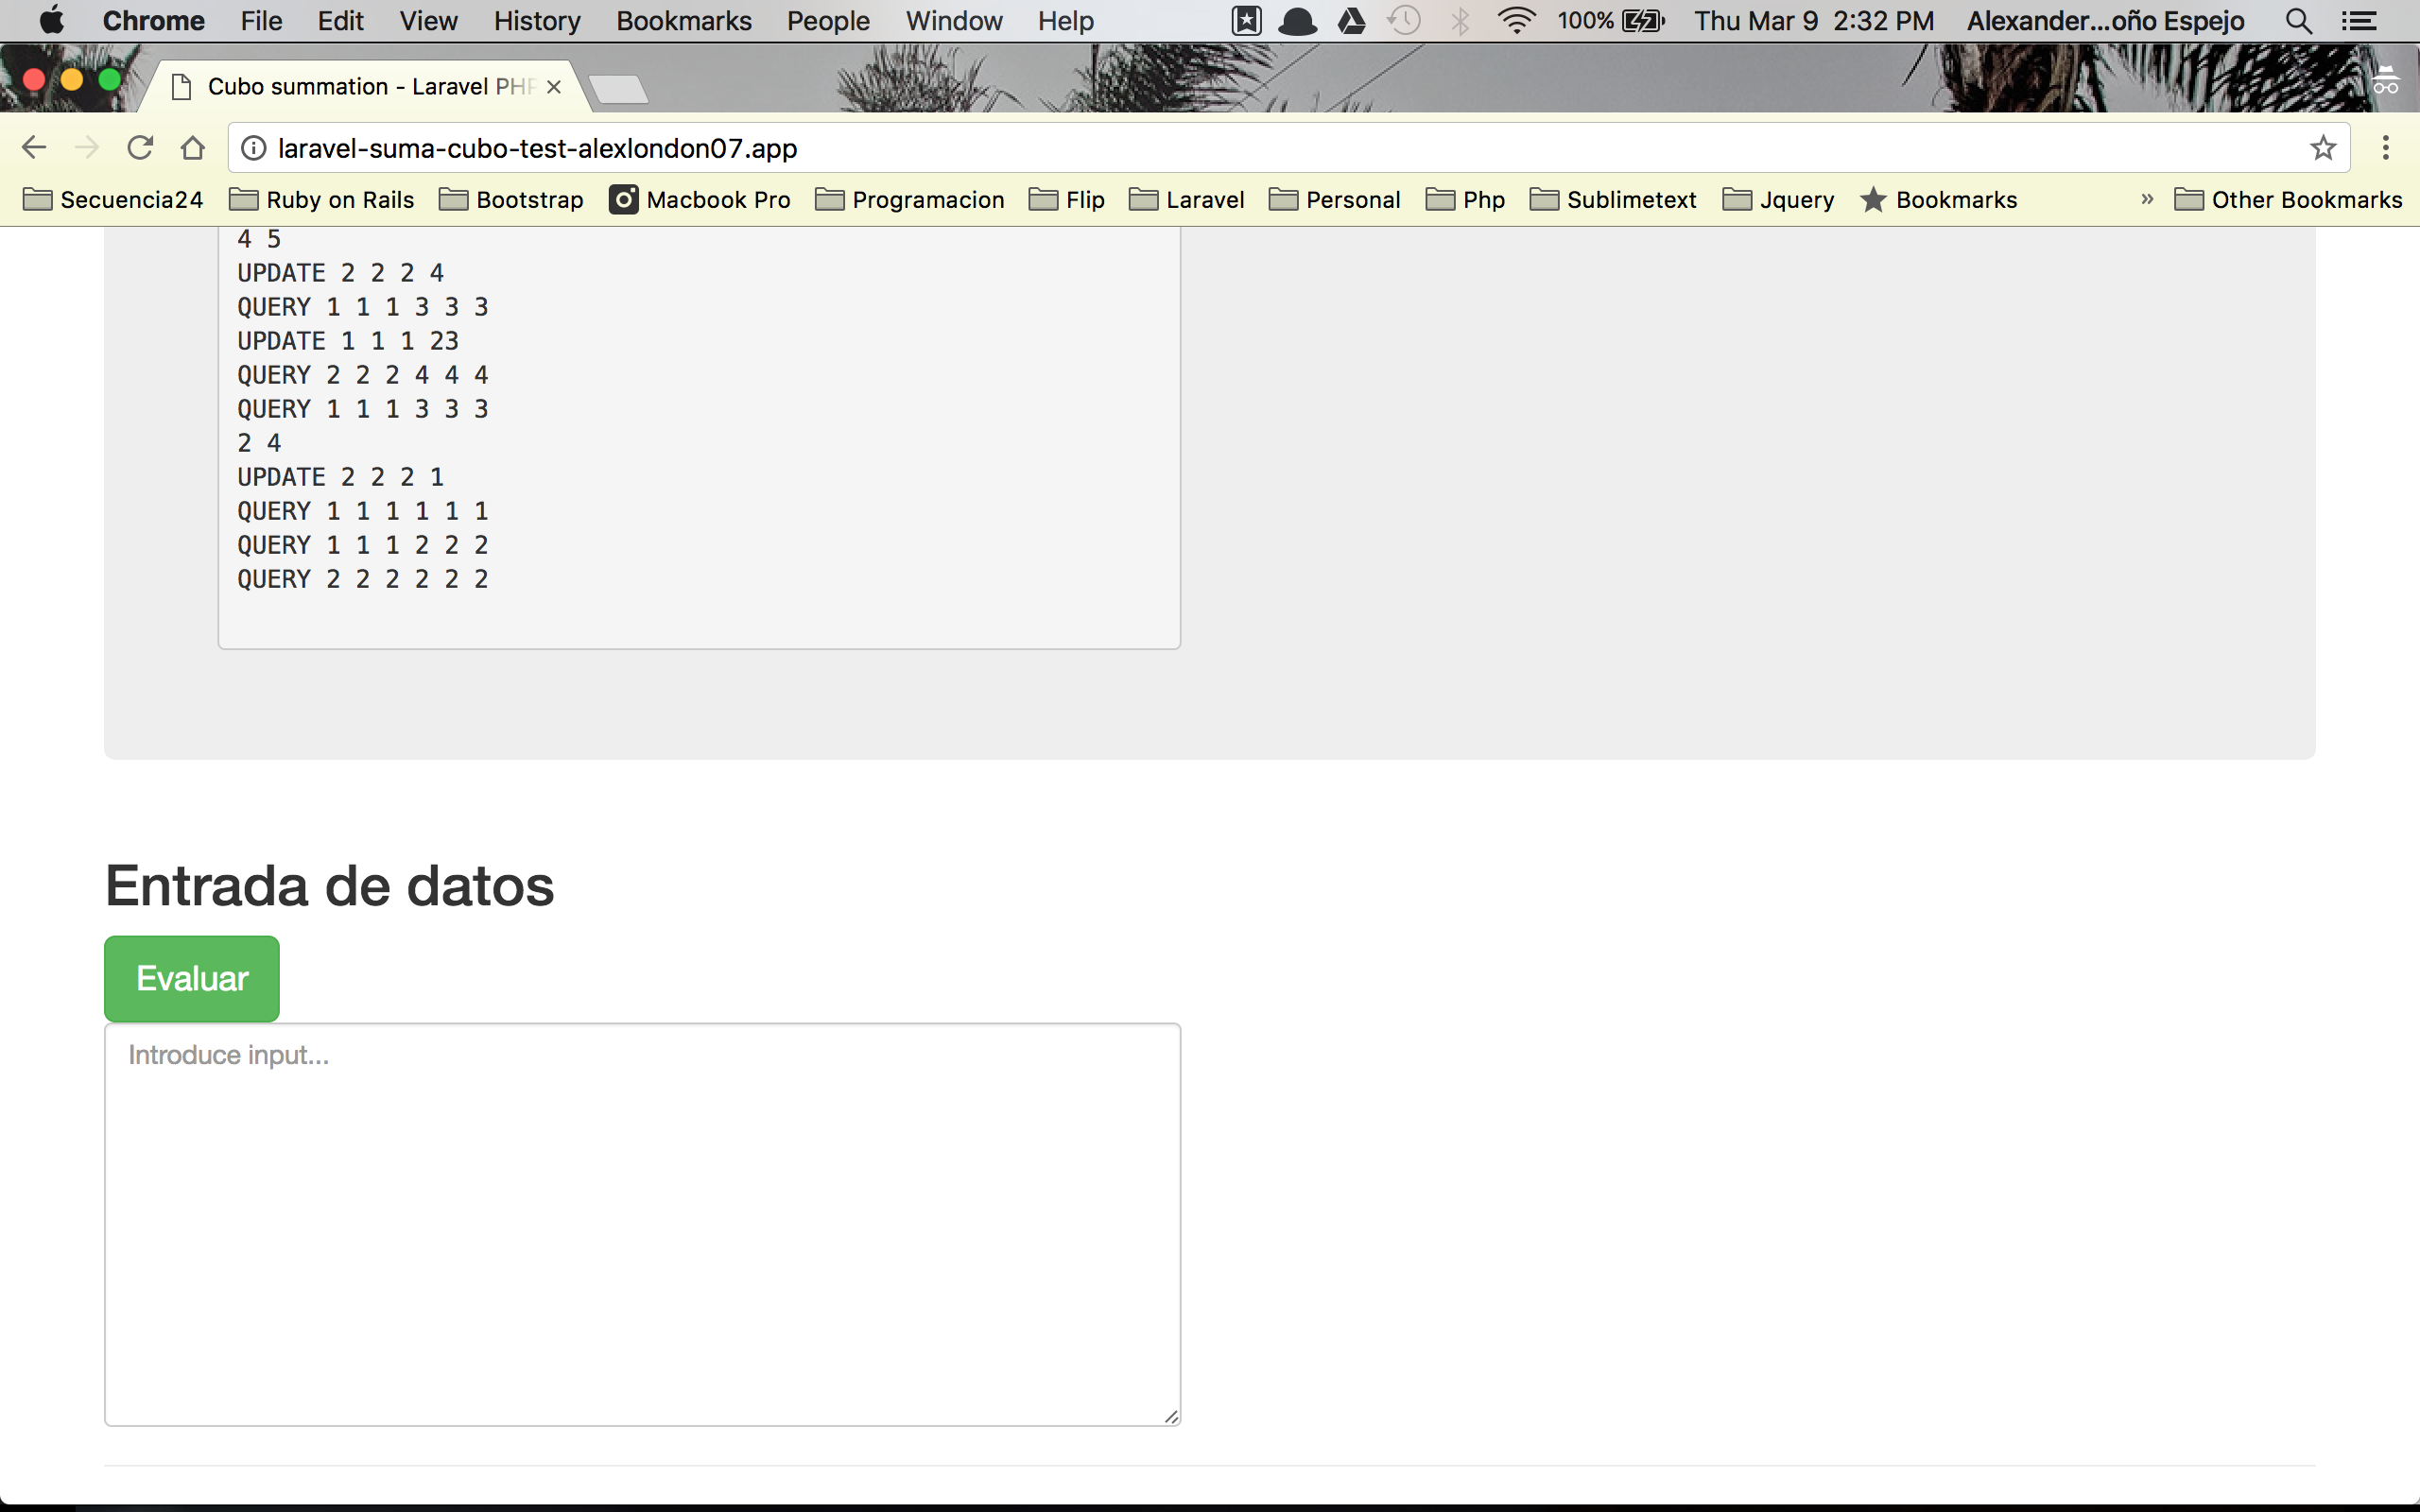 Chrome File Edit View History Bookmarks People Window Help 100% Thu Mar 9 2:32 PM Alexander...oño Espejo
Cubo summation - Laravel PHP
laravel-suma-cubo-test-alexlondon07.app
Secuencia24 Ruby on Rails Bootstrap Macbook Pro Programacion Flip Laravel Personal Php Sublimetext Jquery Bookmarks » Other Bookmarks
4 5
UPDATE 2 2 2 4
QUERY 1 1 1 3 3 3
UPDATE 1 1 1 23
QUERY 2 2 2 4 4 4
QUERY 1 1 1 3 3 3
2 4
UPDATE 2 2 2 1
QUERY 1 1 1 1 1 1
QUERY 1 1 1 2 2 2
QUERY 2 2 2 2 2 2
Entrada de datos
Evaluar
Introduce input...